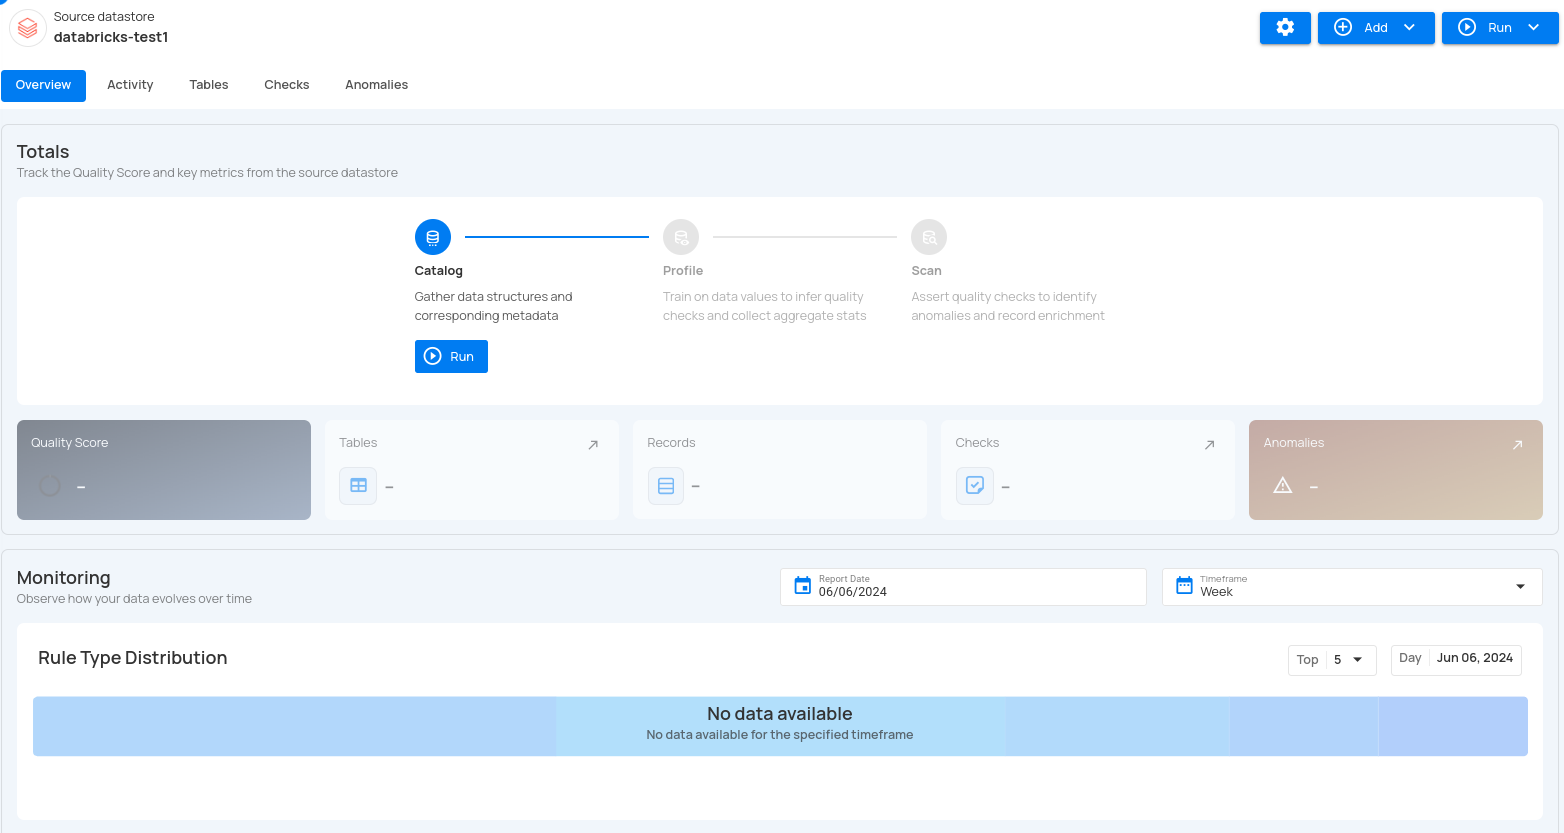 Source datastore
databricks-test1
Add
Run
Overview
Activity
Tables
Checks
Anomalies
Totals
Track the Quality Score and key metrics from the source datastore
Catalog
Gather data structures and
corresponding metadata
Run
Profile
Train on data values to infer quality
checks and collect aggregate stats
Scan
Assert quality checks to identify
anomalies and record enrichment
Quality Score
–
Tables
–
Records
–
Checks
–
Anomalies
–
Monitoring
Observe how your data evolves over time
Report Date
06/06/2024
Timeframe
Week
Rule Type Distribution
Top 5
Day Jun 06, 2024
No data available
No data available for the specified timeframe